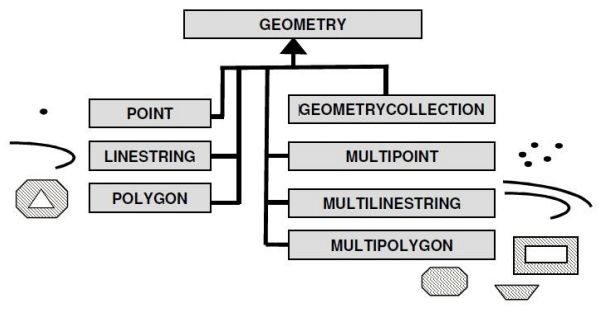 GEOMETRY
POINT
LINESTRING
POLYGON
GEOMETRYCOLLECTION
MULTIPOINT
MULTILINESTRING
MULTIPOLYGON